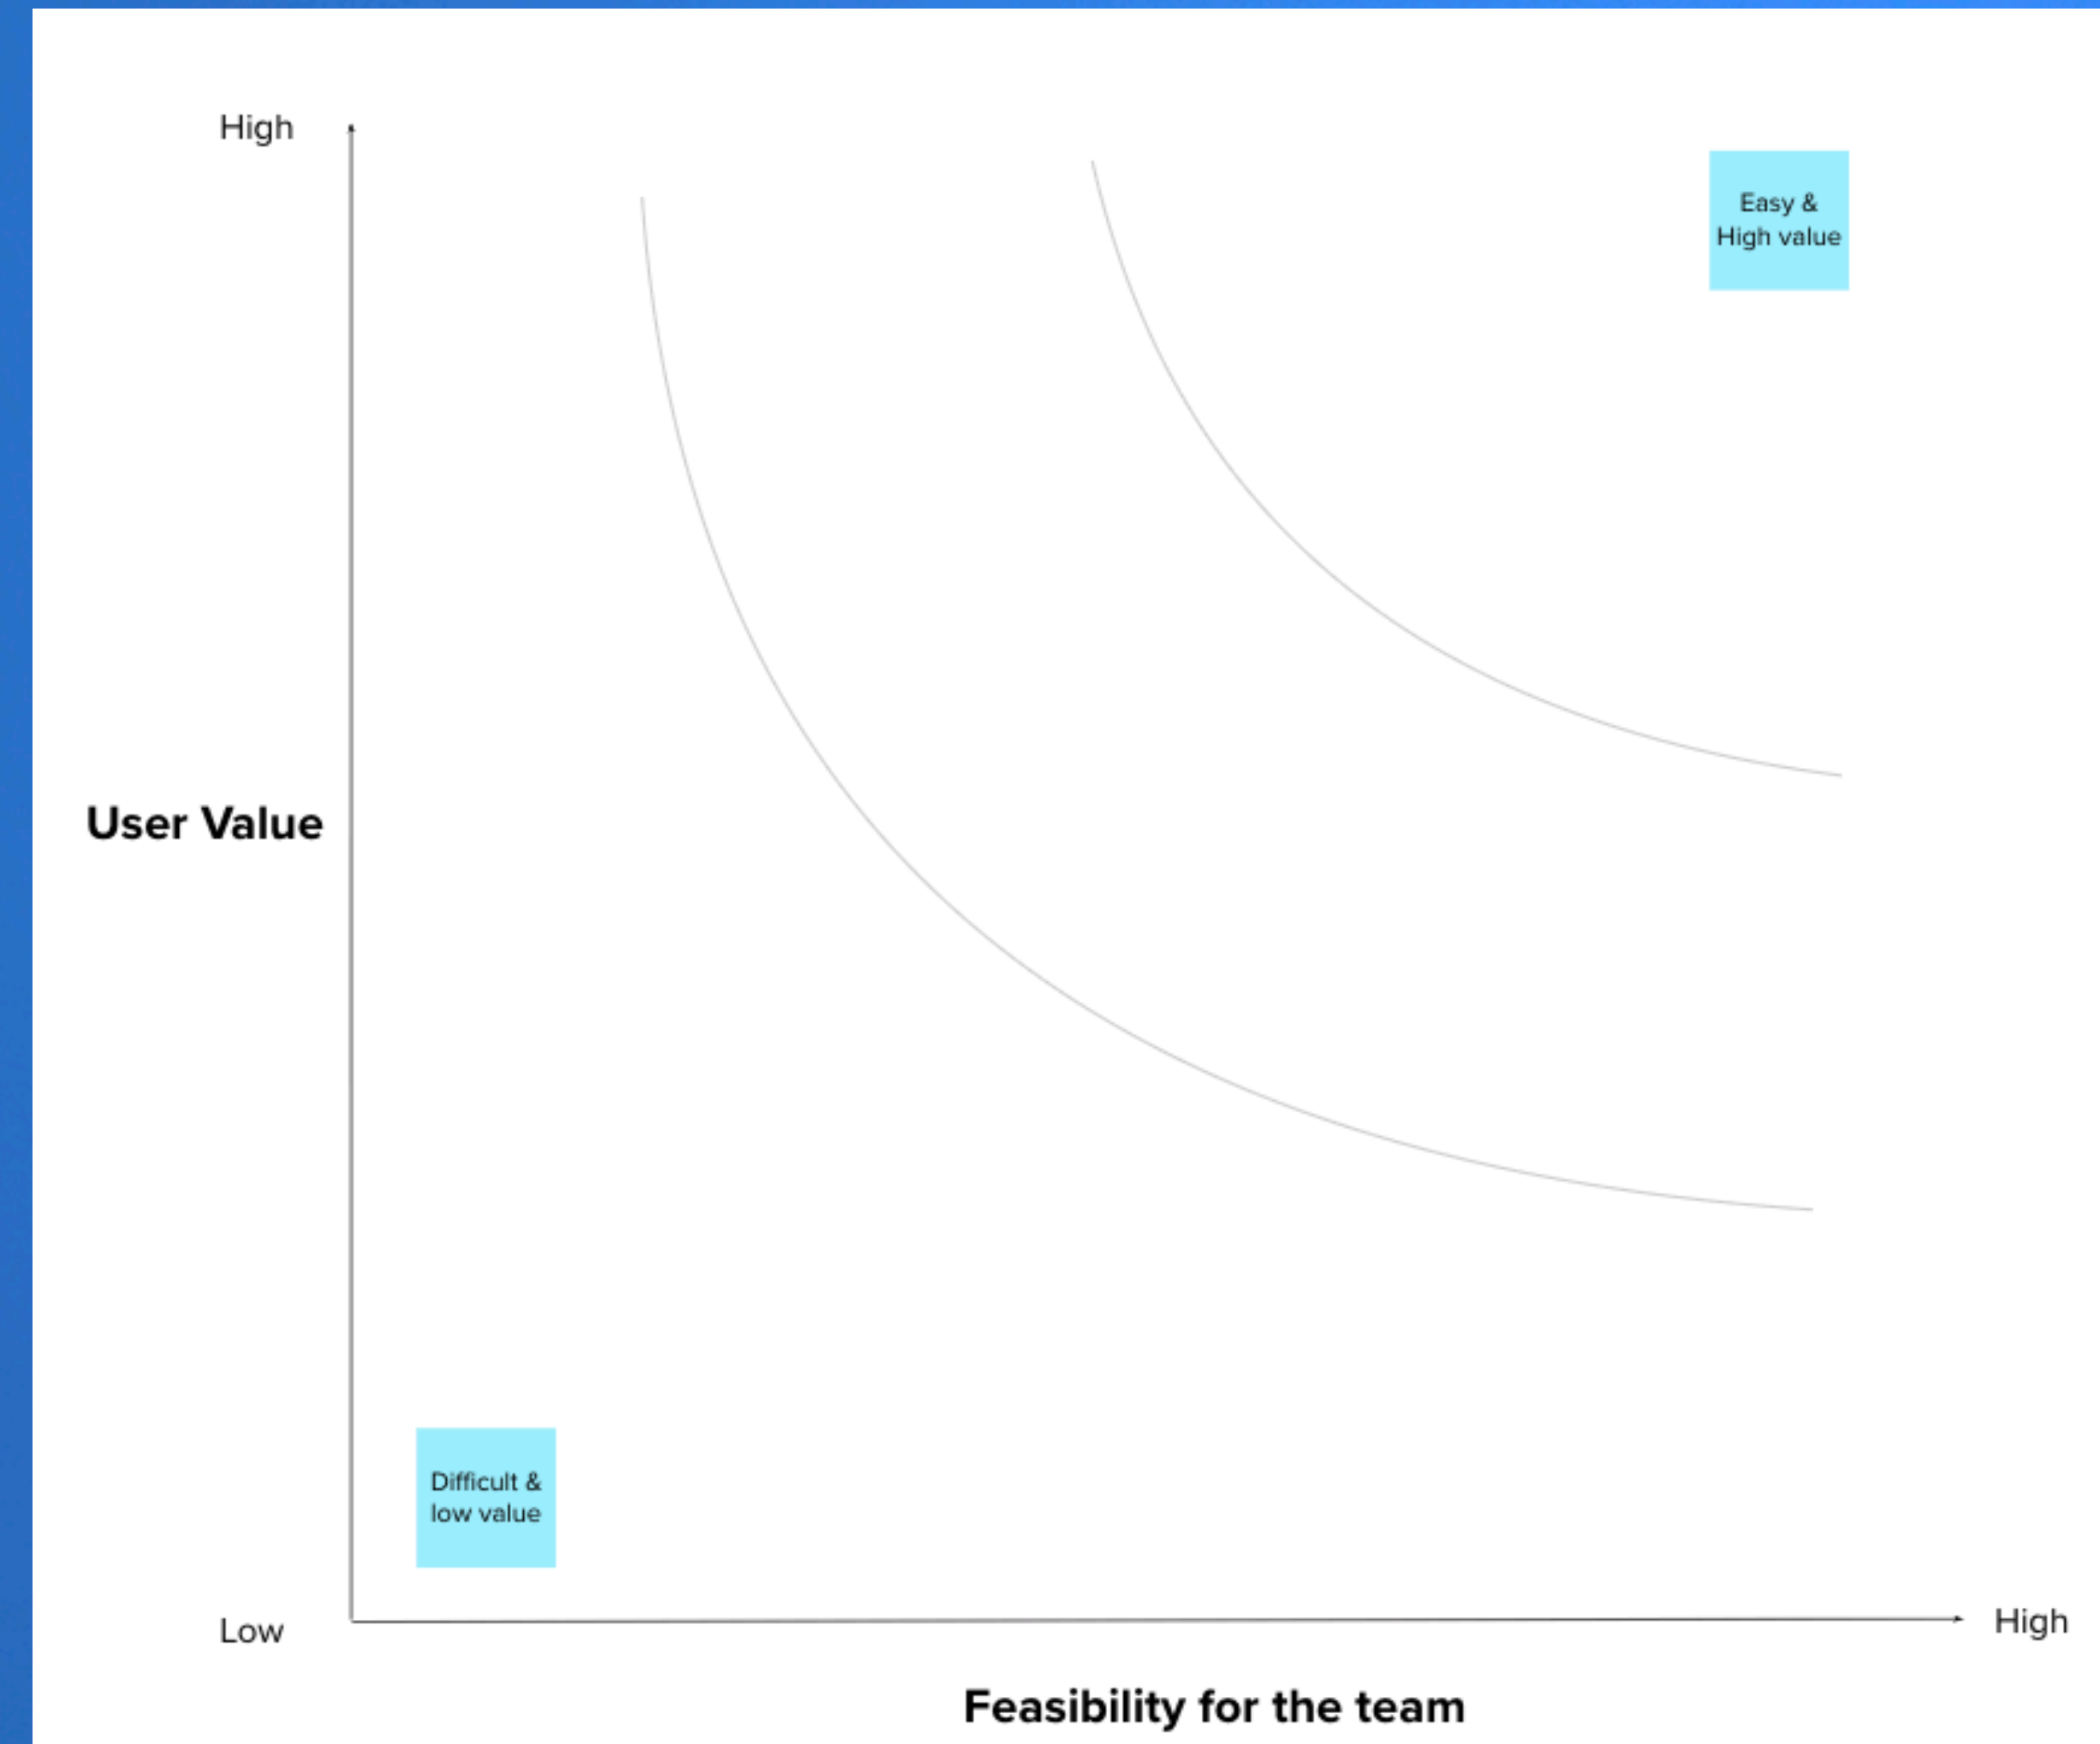 High
Easy &
High value
User Value
Difficult &
low value
Low
High
Feasibility for the team